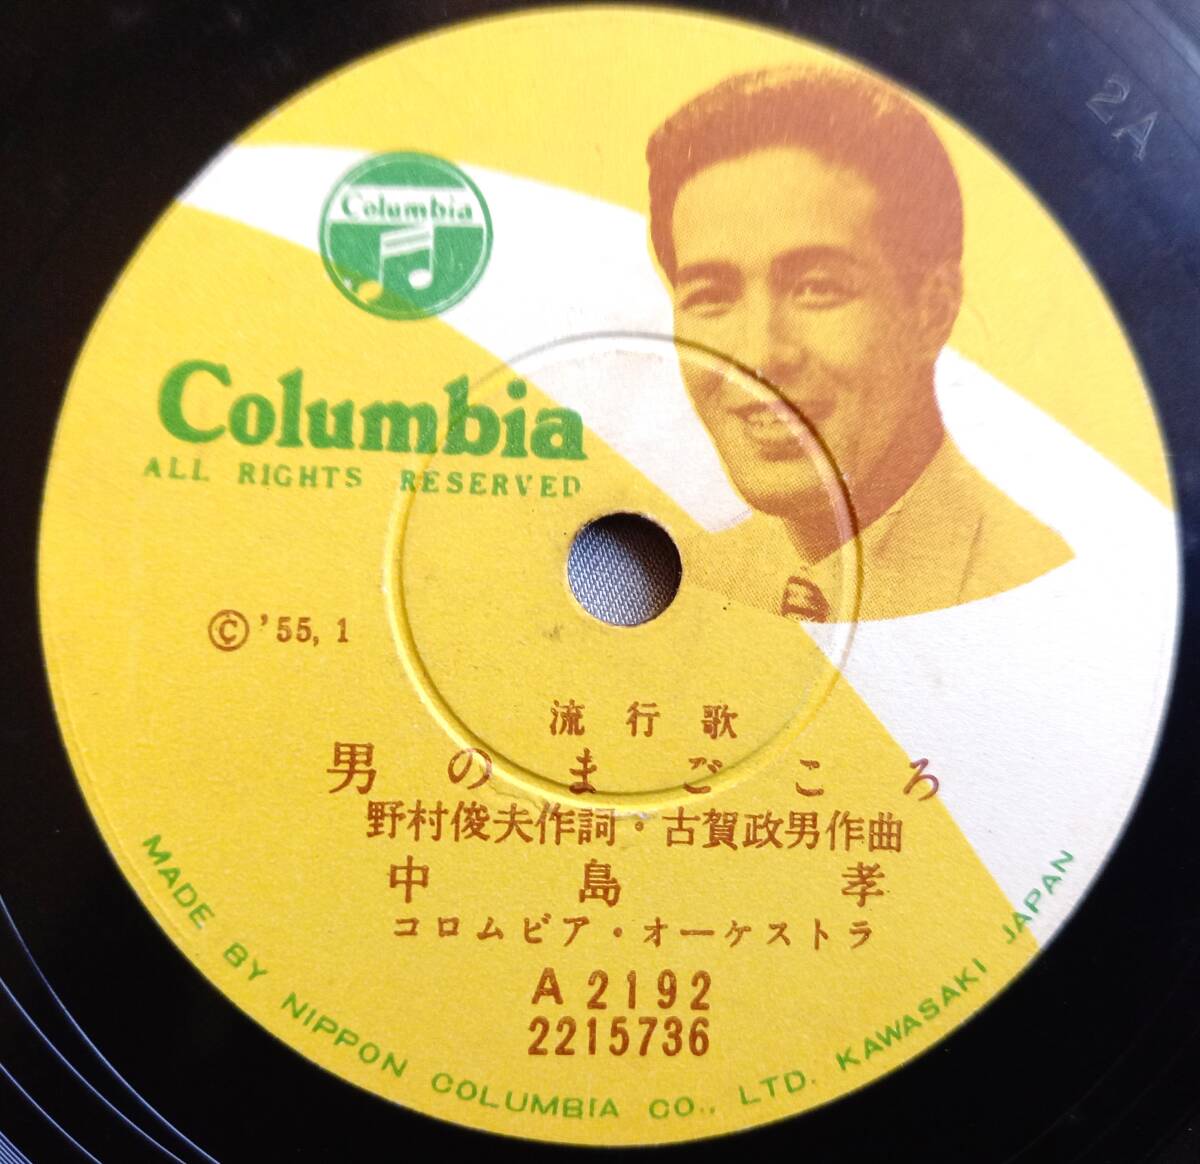 2A
Columbia
Columbia
ALL RIGHTS RESERVED
Ⓒ '55, 1
流行歌
男のまごころ
野村俊夫作詞・古賀政男作曲
中島孝
コロムビア・オーケストラ
A 2192
2215736
MADE BY NIPPON COLUMBIA CO., LTD. KAWASAKI JAPAN